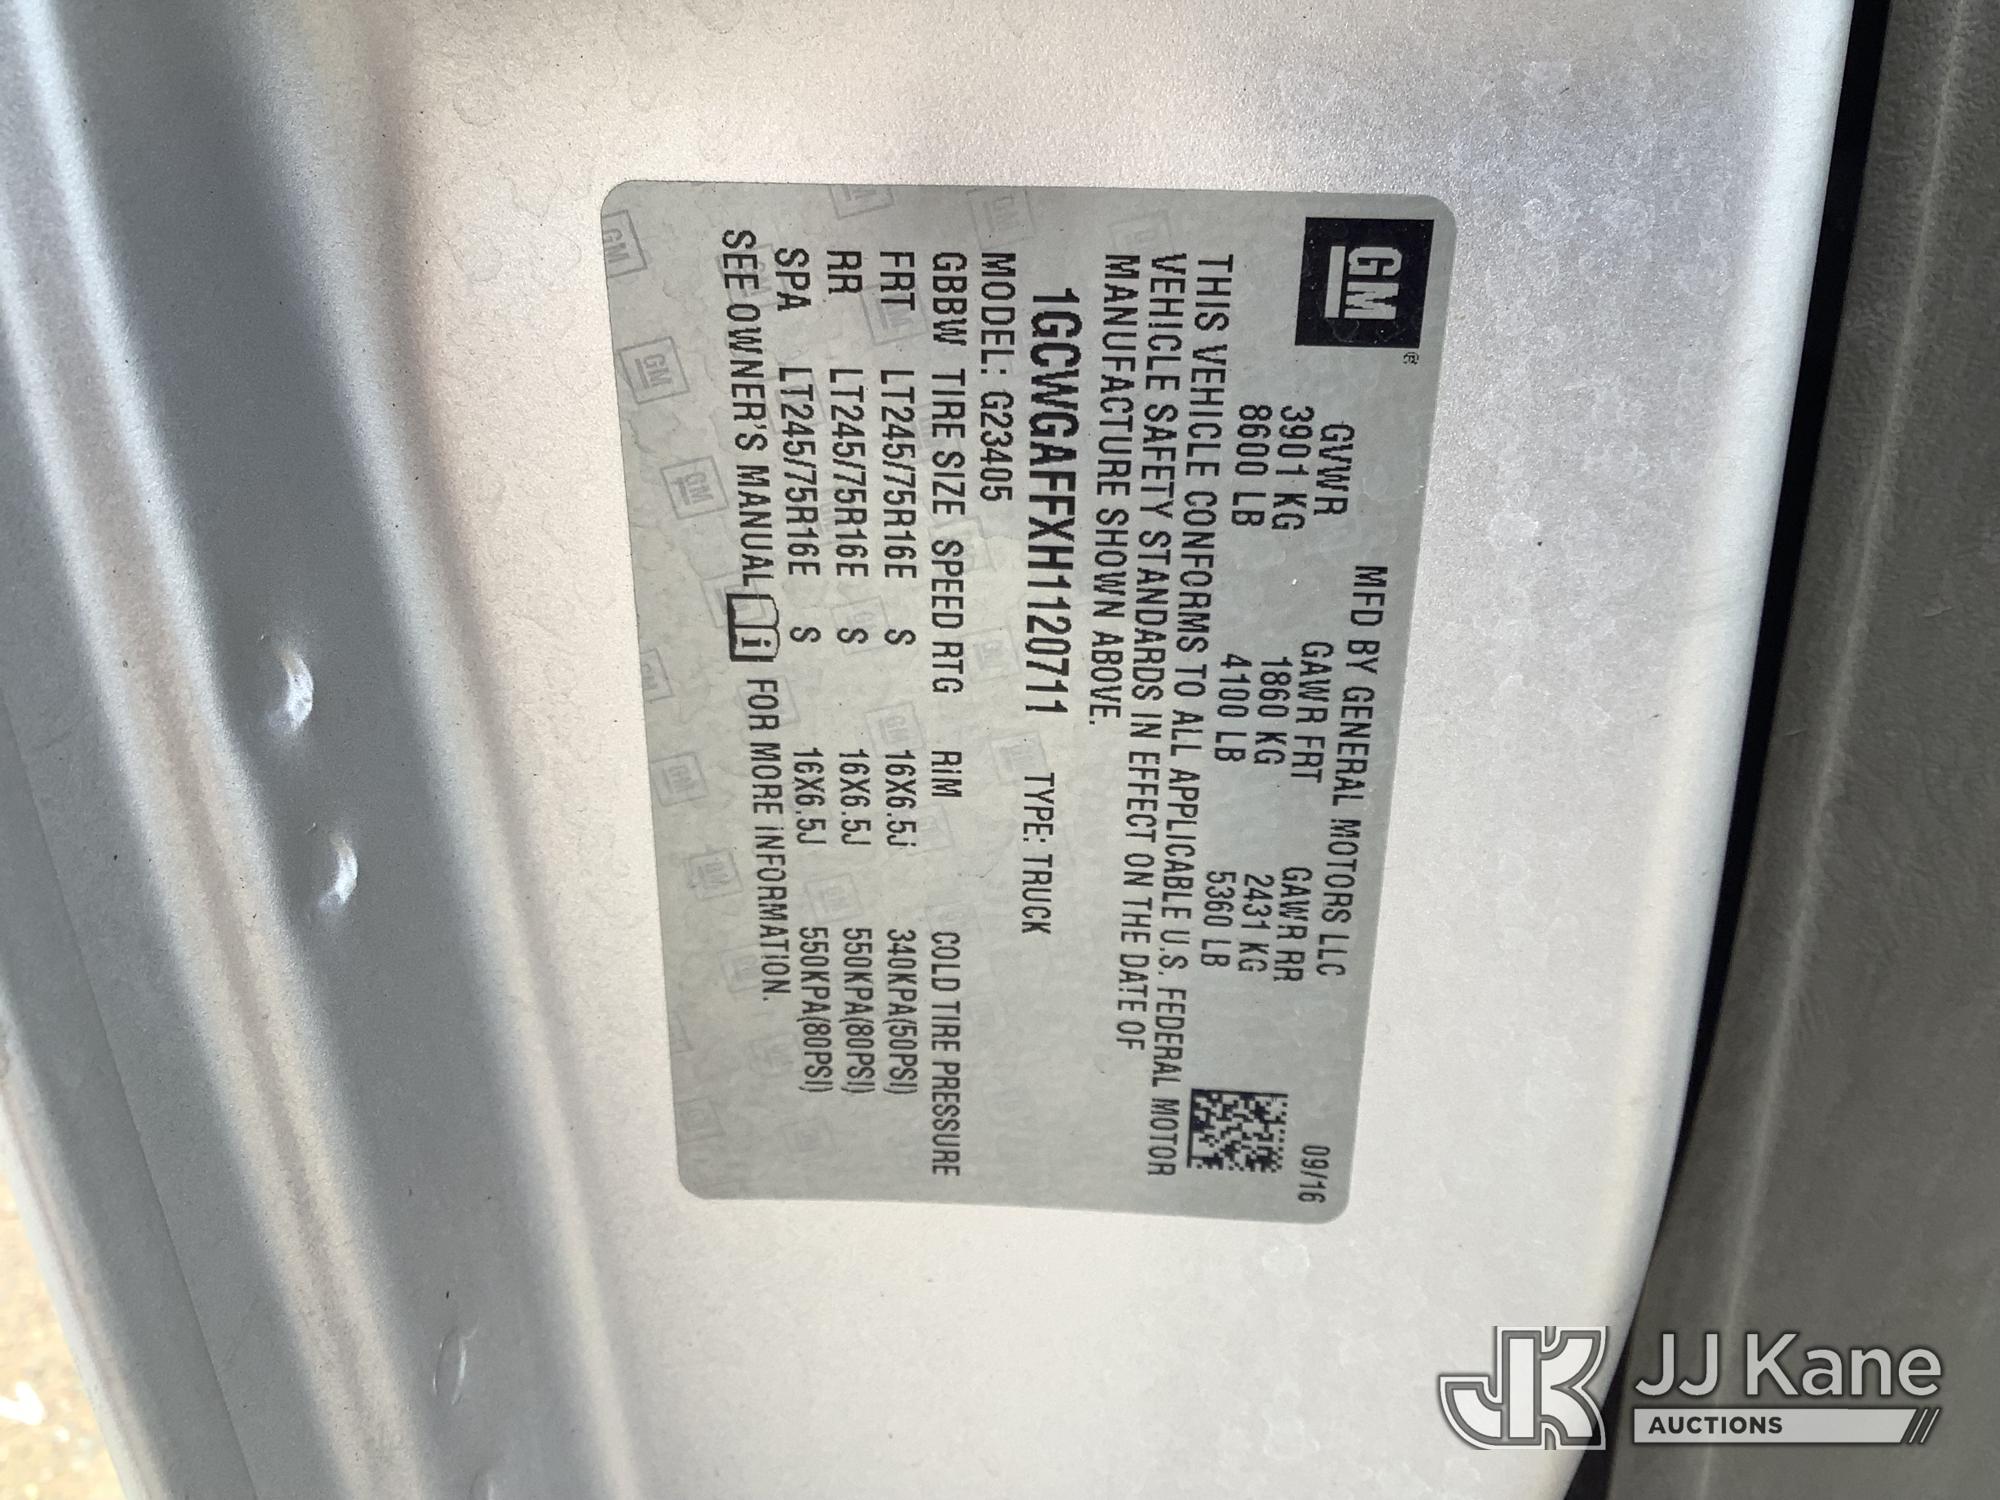 GM ®
MFD BY GENERAL MOTORS LLC 09/16
GVWR GAWR FRT GAWR RR
3901 KG 1860 KG 2431 KG
8600 LB 4100 LB 5360 LB
THIS VEHICLE CONFORMS TO ALL APPLICABLE U.S. FEDERAL MOTOR
VEHICLE SAFETY STANDARDS IN EFFECT ON THE DATE OF
MANUFACTURE SHOWN ABOVE.
1GCWGAFFXH1120711 TYPE: TRUCK
MODEL: G23405
GBBW TIRE SIZE SPEED RTG RIM COLD TIRE PRESSURE
FRT LT245/75R16E S 16X6.5J 340KPA(50PSI)
RR LT245/75R16E S 16X6.5J 550KPA(80PSI)
SPA LT245/75R16E S 16X6.5J 550KPA(80PSI)
SEE OWNER'S MANUAL i FOR MORE INFORMATION.
JK JJ Kane
AUCTIONS